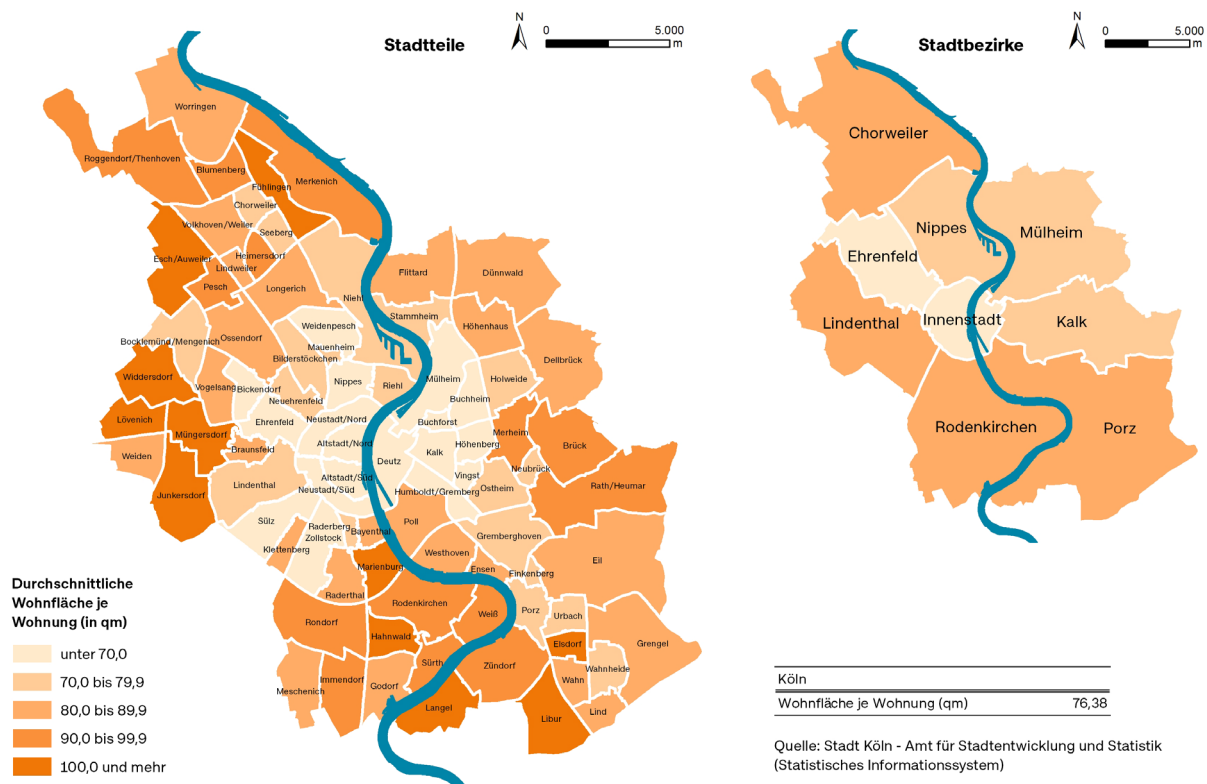 Stadtteile
N
0
5.000
m
Stadtbezirke
N
0
5.000
m
Worringen
Roggendorf/Thenhoven
Blumenberg
Fühlingen
Merkenich
Chorweiler
Volkhoven/Weiler
Seeberg
Esch/Auweiler
Heimersdorf
Lindweiler
Pesch
Longerich
Niehl
Flittard
Dünnwald
Stammheim
Höhenhaus
Weidenpesch
Bocklemünd/Mengenich
Ossendorf
Mauenheim
Bilderstöckchen
Dellbrück
Widdersdorf
Vogelsang
Bickendorf
Nippes
Riehl
Mülheim
Holweide
Neuehrenfeld
Buchheim
Lövenich
Ehrenfeld
Neustadt/Nord
Buchforst
Müngersdorf
Merheim
Weiden
Braunsfeld
Altstadt/Nord
Höhenberg
Brück
Kalk
Deutz
Neubrück
Junkersdorf
Lindenthal
Altstadt/Süd
Vingst
Neustadt/Süd
Humboldt/Gremberg
Ostheim
Rath/Heumar
Sülz
Raderberg
Bayenthal
Poll
Zollstock
Gremberghoven
Klettenberg
Westhoven
Eil
Marienburg
Ensen
Finkenberg
Raderthal
Rodenkirchen
Porz
Urbach
Rondorf
Weiß
Hahnwald
Elsdorf
Grengel
Sürth
Zündorf
Wahnheide
Meschenich
Immendorf
Godorf
Wahn
Langel
Libur
Lind
Chorweiler
Nippes
Mülheim
Ehrenfeld
Lindenthal
Innenstadt
Kalk
Rodenkirchen
Porz
Durchschnittliche
Wohnfläche je
Wohnung (in qm)
unter 70,0
70,0 bis 79,9
80,0 bis 89,9
90,0 bis 99,9
100,0 und mehr
Köln
Wohnfläche je Wohnung (qm) 76,38
Quelle: Stadt Köln - Amt für Stadtentwicklung und Statistik
(Statistisches Informationssystem)